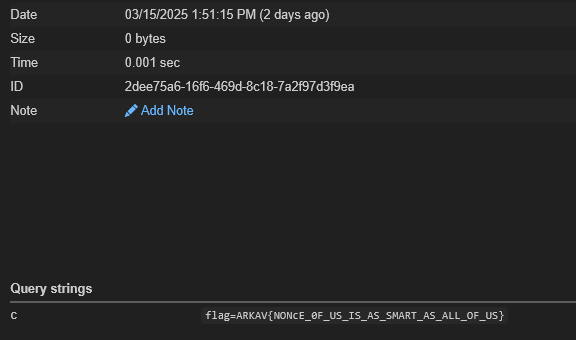 Date 03/15/2025 1:51:15 PM (2 days ago)
Size 0 bytes
Time 0.001 sec
ID 2dee75a6-16f6-469d-8c18-7a2f97d3f9ea
Note Add Note
Query strings
c flag=ARKAV{NONcE_0F_US_IS_AS_SMART_AS_ALL_OF_US}